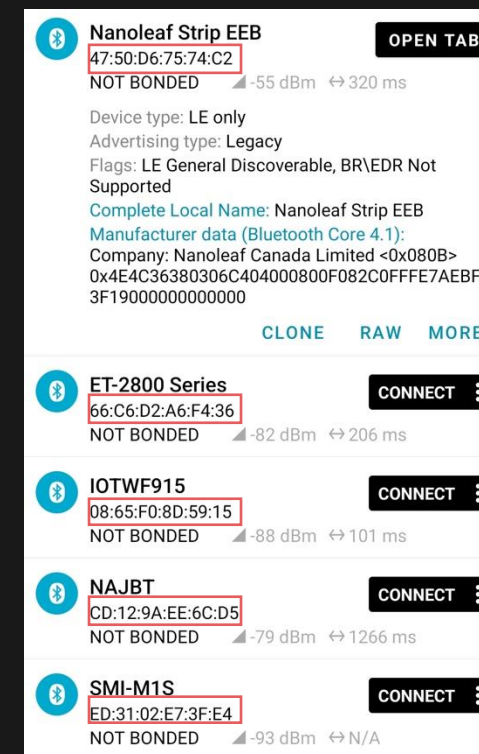 Nanoleaf Strip EEB
OPEN TAB
47:50:D6:75:74:C2
NOT BONDED -55 dBm ↔ 320 ms
Device type: LE only
Advertising type: Legacy
Flags: LE General Discoverable, BR\EDR Not
Supported
Complete Local Name: Nanoleaf Strip EEB
Manufacturer data (Bluetooth Core 4.1):
Company: Nanoleaf Canada Limited <0x080B>
0x4E4C36380306C404000800F082C0FFFE7AEBF
3F19000000000000
CLONE RAW MORE
ET-2800 Series
CONNECT
66:C6:D2:A6:F4:36
NOT BONDED -82 dBm ↔ 206 ms
IOTWF915
CONNECT
08:65:F0:8D:59:15
NOT BONDED -88 dBm ↔ 101 ms
NAJBT
CONNECT
CD:12:9A:EE:6C:D5
NOT BONDED -79 dBm ↔ 1266 ms
SMI-M1S
CONNECT
ED:31:02:E7:3F:E4
NOT BONDED -93 dBm ↔ N/A